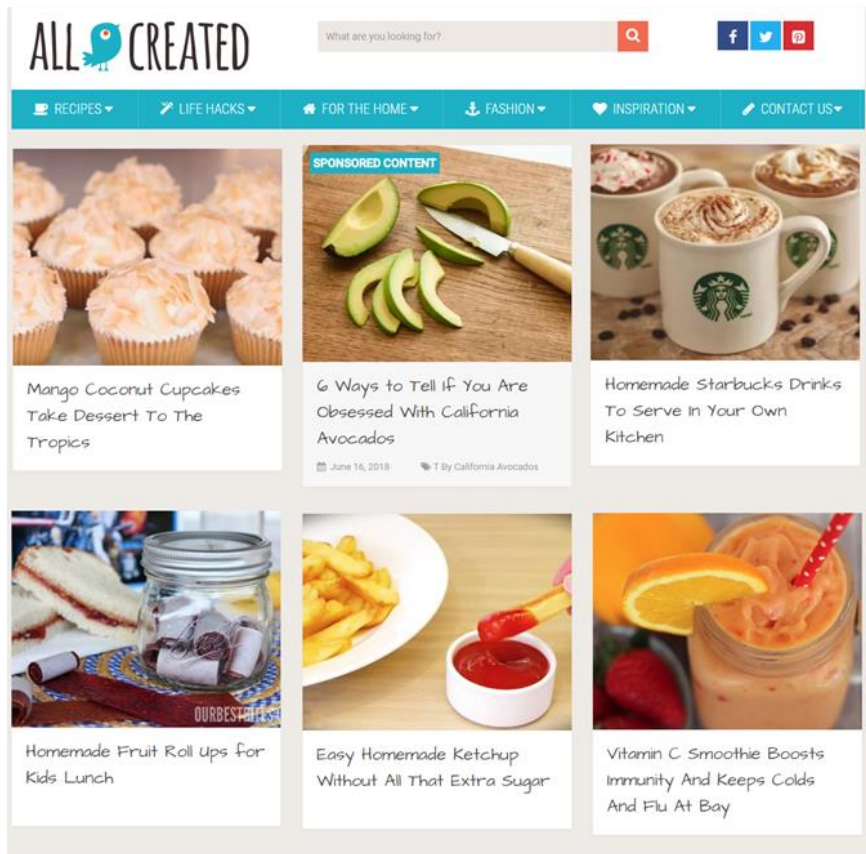 ALL CREATED
What are you looking for?
RECIPES
LIFE HACKS
FOR THE HOME
FASHION
INSPIRATION
CONTACT US
Mango Coconut Cupcakes
Take Dessert To The
Tropics
SPONSORED CONTENT
6 Ways to Tell If You Are
Obsessed With California
Avocados
June 16, 2018
T By California Avocados
Homemade Starbucks Drinks
To Serve In Your Own
Kitchen
OURBESTBITES
Homemade Fruit Roll Ups for
Kids Lunch
Easy Homemade Ketchup
Without All That Extra Sugar
Vitamin C Smoothie Boosts
Immunity And Keeps Colds
And Flu At Bay